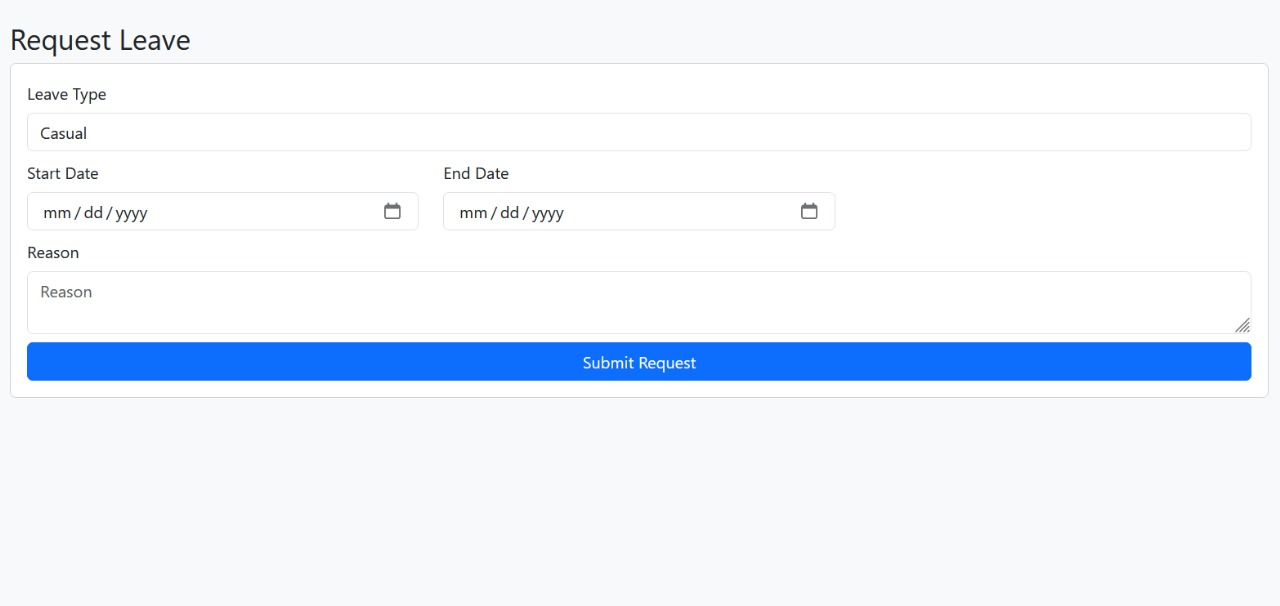 Request Leave
Leave Type
Casual
Start Date End Date
mm/dd/yyyy mm/dd/yyyy
Reason
Reason
Submit Request